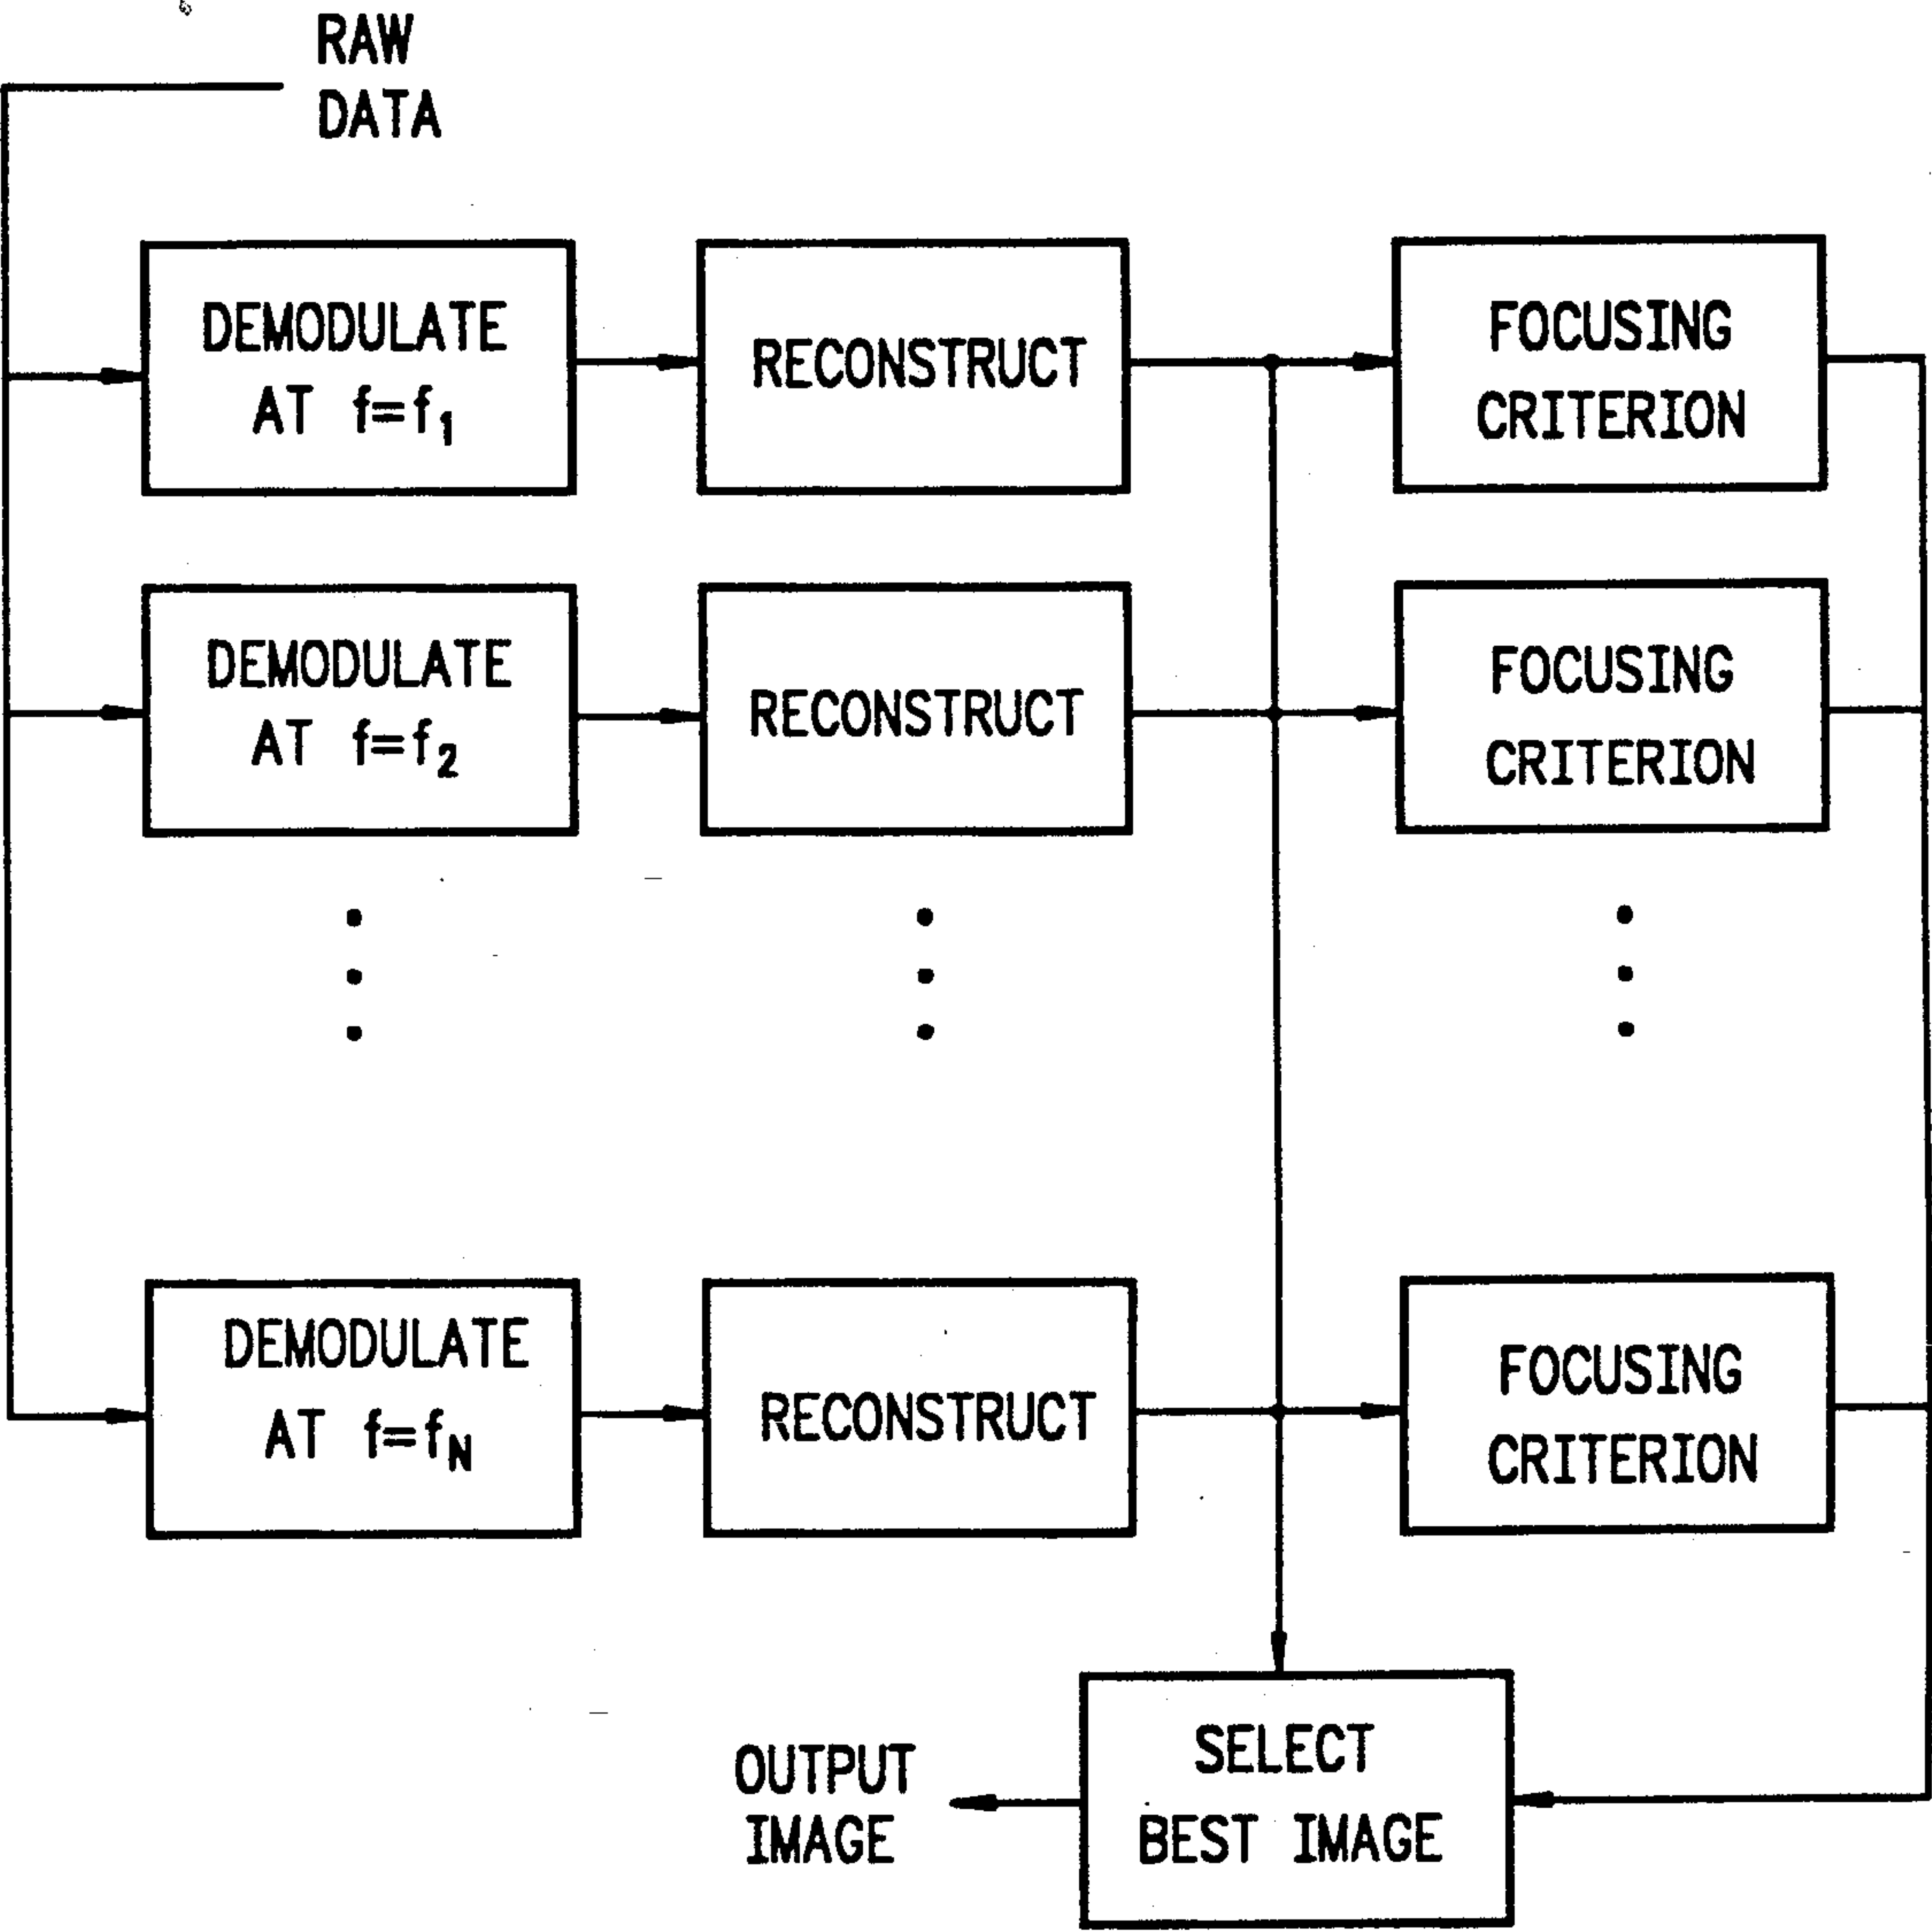 RAW
DATA
DEMODULATE
AT f=f1
RECONSTRUCT
FOCUSING
CRITERION
DEMODULATE
AT f=f2
RECONSTRUCT
FOCUSING
CRITERION
DEMODULATE
AT f=fN
RECONSTRUCT
FOCUSING
CRITERION
SELECT
BEST IMAGE
OUTPUT
IMAGE